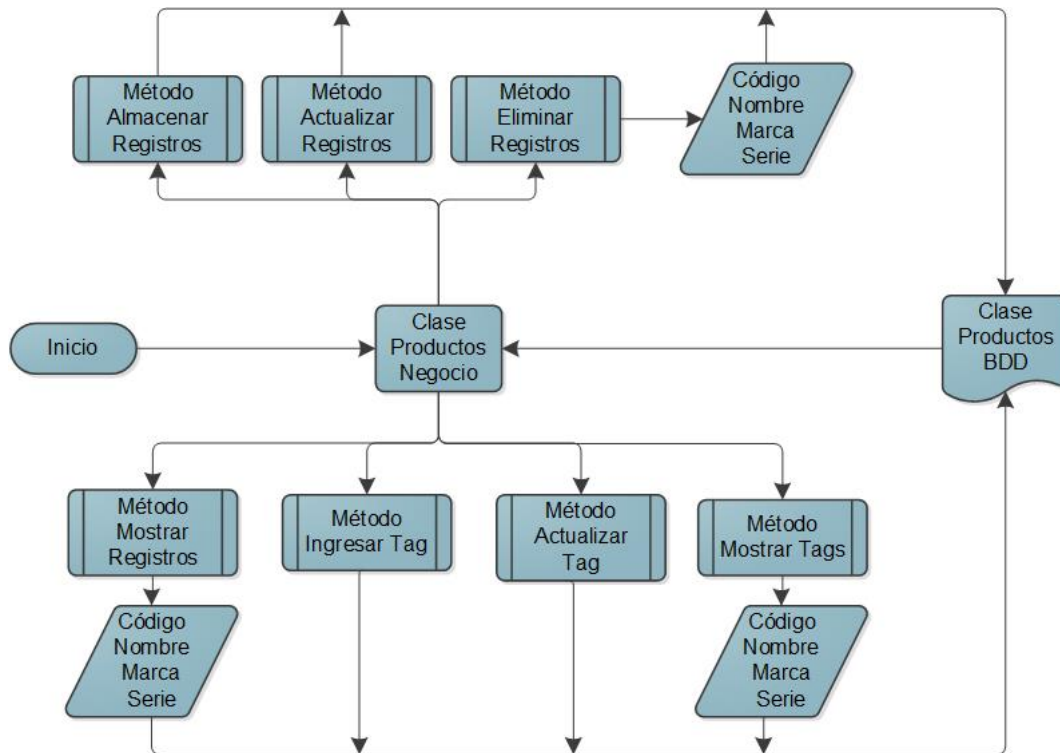 Método
Almacenar
Registros
Método
Actualizar
Registros
Método
Eliminar
Registros
Código
Nombre
Marca
Serie
Inicio
Clase
Productos
Negocio
Clase
Productos
BDD
Método
Mostrar
Registros
Método
Ingresar Tag
Método
Actualizar
Tag
Método
Mostrar Tags
Código
Nombre
Marca
Serie
Código
Nombre
Marca
Serie